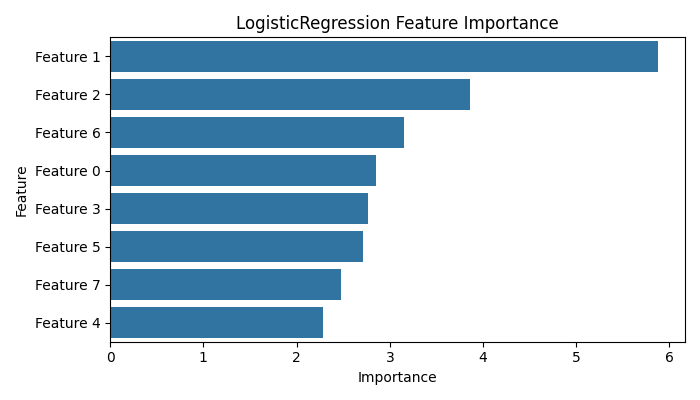 LogisticRegression Feature Importance
Feature 1
Feature 2
Feature 6
Feature 0
Feature 3
Feature 5
Feature 7
Feature 4
Feature
0 1 2 3 4 5 6
Importance